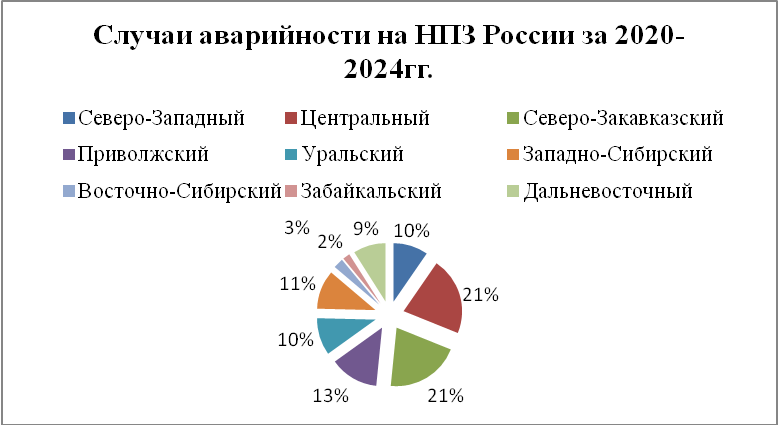 Случаи аварийности на НПЗ России за 2020-
2024гг.
Северо-Западный Центральный Северо-Закавказский
Приволжский Уральский Западно-Сибирский
Восточно-Сибирский Забайкальский Дальневосточный
3% 2% 9% 10%
11% 21%
10%
13% 21%